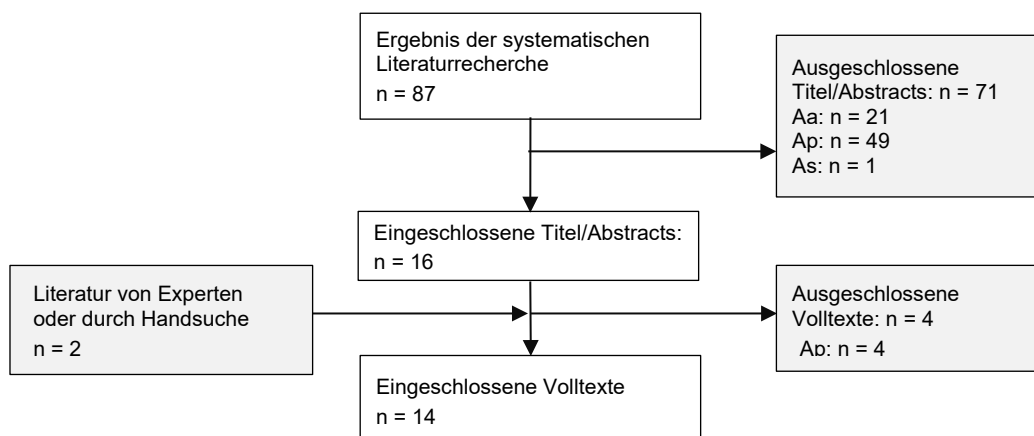 Ergebnis der systematischen
Literaturrecherche
n = 87
Ausgeschlossene
Titel/Abstracts: n = 71
Aa: n = 21
Ap: n = 49
As: n = 1
Eingeschlossene Titel/Abstracts:
n = 16
Literatur von Experten
oder durch Handsuche
n = 2
Ausgeschlossene
Volltexte: n = 4
Ap: n = 4
Eingeschlossene Volltexte
n = 14